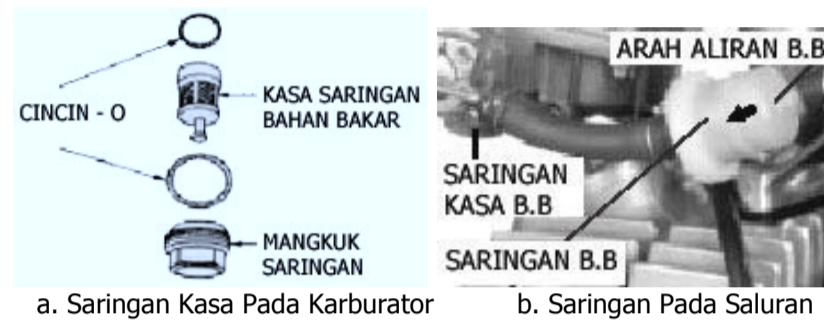 CINCIN - O
KASA SARINGAN
BAHAN BAKAR
MANGKUK
SARINGAN
a. Saringan Kasa Pada Karburator
ARAH ALIRAN B.B
SARINGAN
KASA B.B
SARINGAN B.B
b. Saringan Pada Saluran